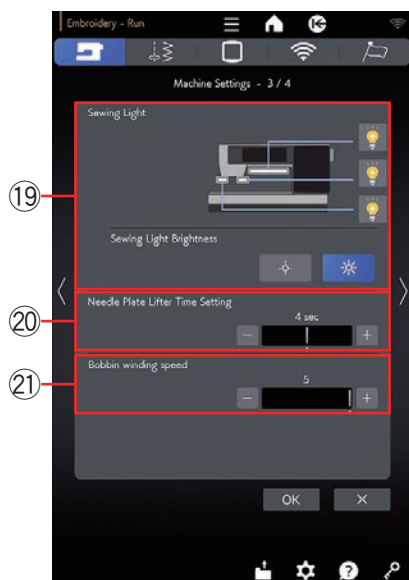 Embroidery - Run
Machine Settings - 3 / 4
Sewing Light
⑲
Sewing Light Brightness
Needle Plate Lifter Time Setting
⑳
4 sec
− +
Bobbin winding speed
㉑
5
− +
OK ×